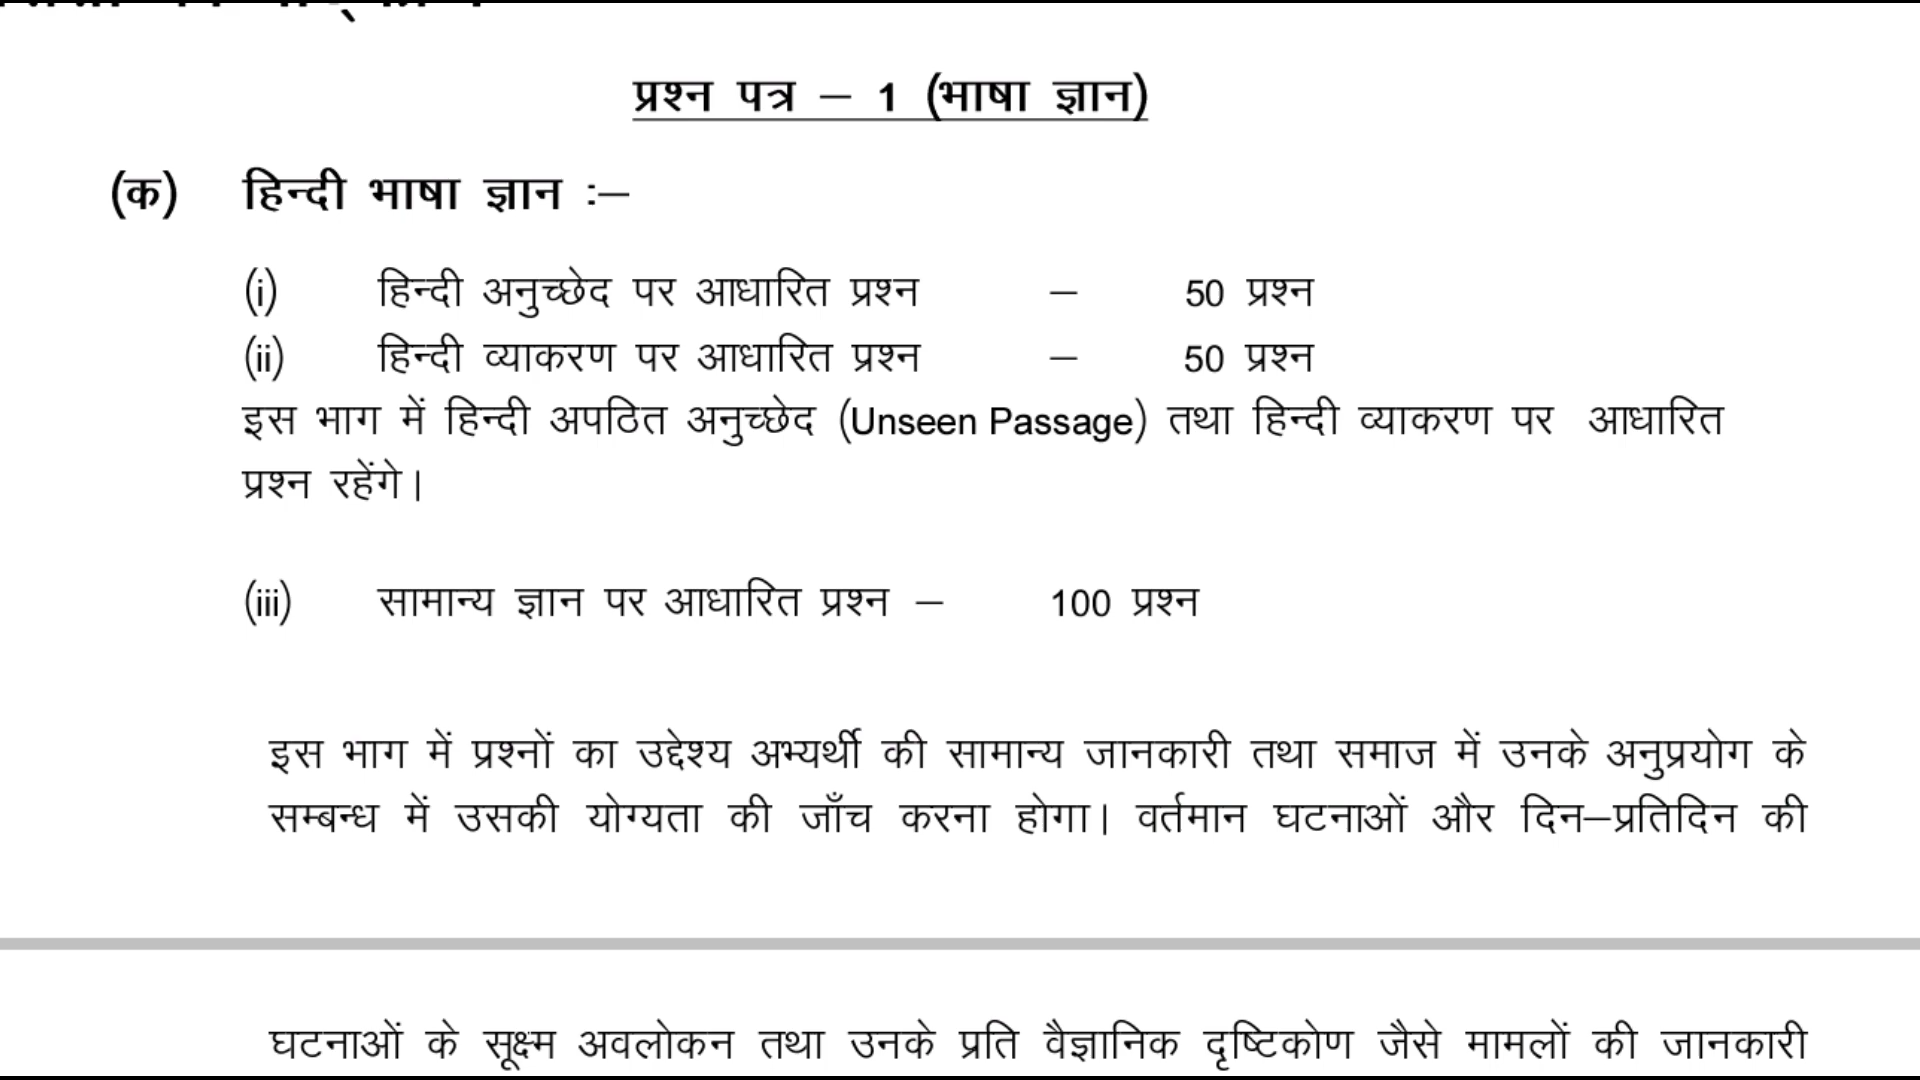 प्रश्न पत्र – 1 (भाषा ज्ञान)
(क) हिन्दी भाषा ज्ञान :–
(i) हिन्दी अनुच्छेद पर आधारित प्रश्न – 50 प्रश्न
(ii) हिन्दी व्याकरण पर आधारित प्रश्न – 50 प्रश्न
इस भाग में हिन्दी अपठित अनुच्छेद (Unseen Passage) तथा हिन्दी व्याकरण पर आधारित
प्रश्न रहेंगे।
(iii) सामान्य ज्ञान पर आधारित प्रश्न – 100 प्रश्न
इस भाग में प्रश्नों का उद्देश्य अभ्यर्थी की सामान्य जानकारी तथा समाज में उनके अनुप्रयोग के
सम्बन्ध में उसकी योग्यता की जाँच करना होगा। वर्तमान घटनाओं और दिन–प्रतिदिन की
घटनाओं के सूक्ष्म अवलोकन तथा उनके प्रति वैज्ञानिक दृष्टिकोण जैसे मामलों की जानकारी